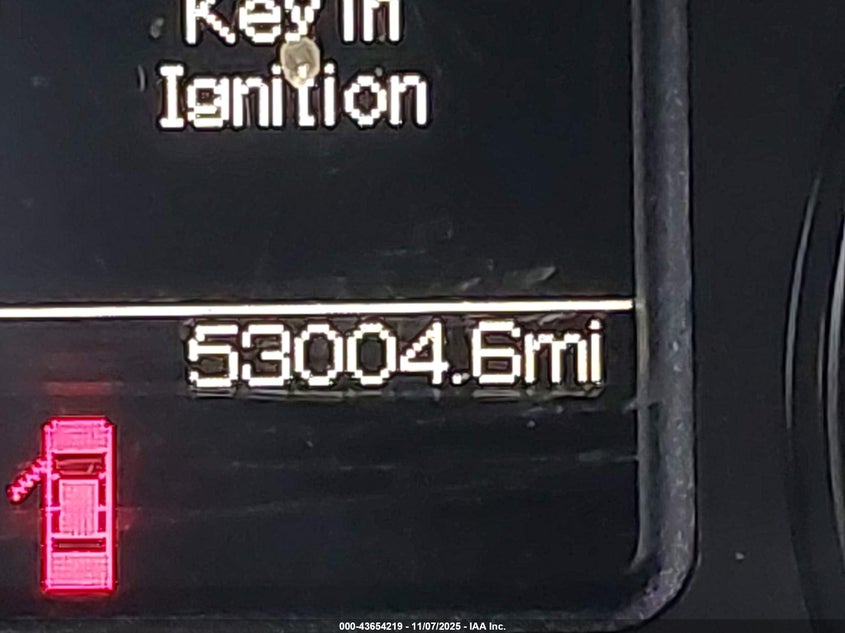 Key in
Ignition
53004.6mi
000-43654219 - 11/07/2025 - IAA Inc.